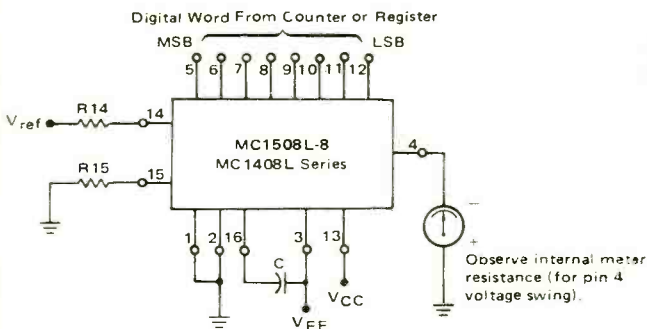 Digital Word From Counter or Register
MSB LSB
5 6 7 8 9 10 11 12
Vref R14 14
MC1508L-8
MC1408L Series
4
R15 15
1 2 16 3 13
C
VCC
VEE
- 
+
Observe internal meter
resistance (for pin 4
voltage swing).